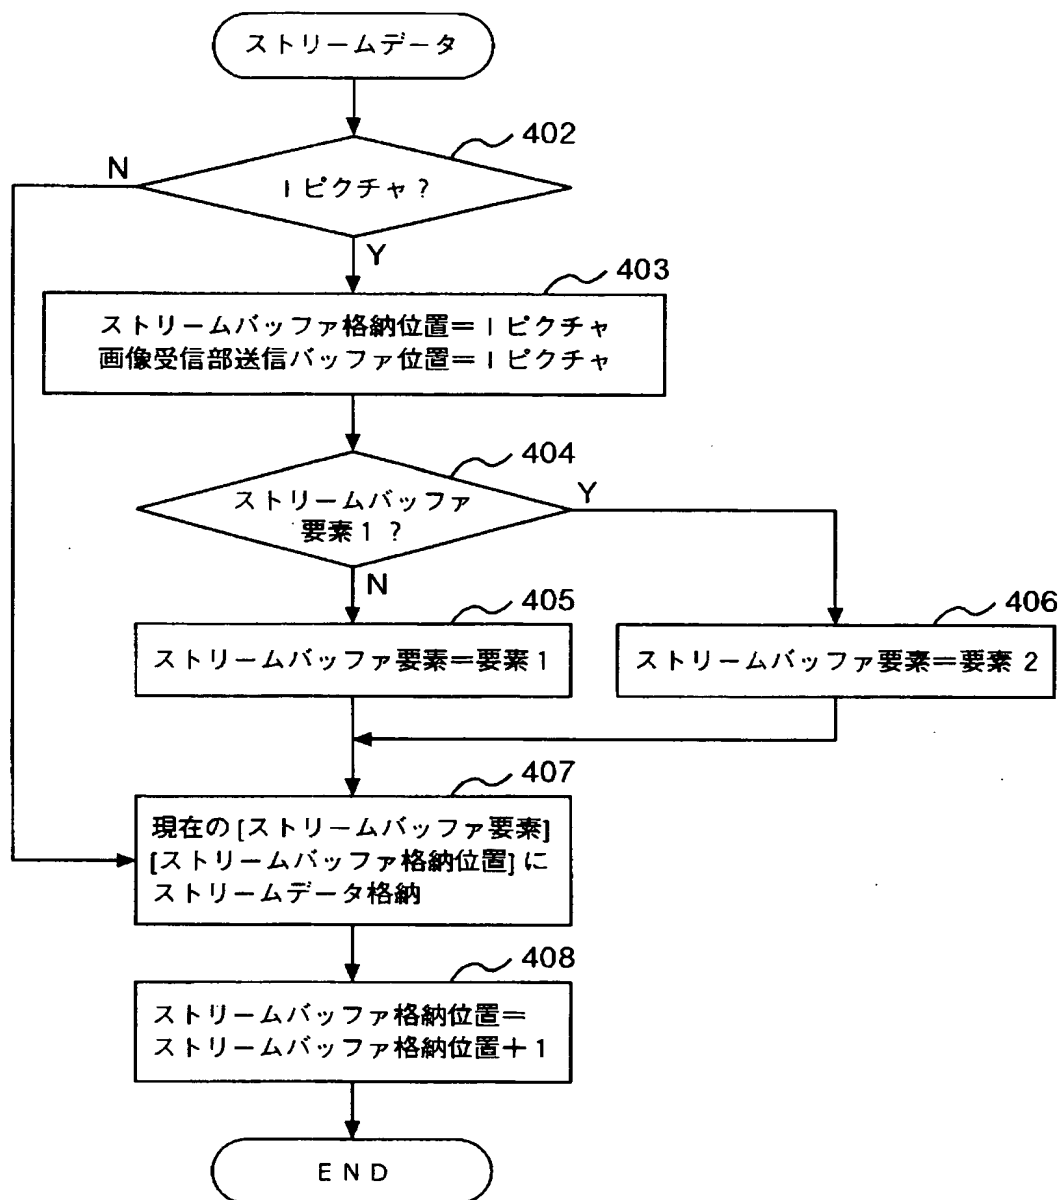 ストリームデータ
402
N
Iピクチャ?
Y
403
ストリームバッファ格納位置=Iピクチャ
画像受信部送信バッファ位置=Iピクチャ
404
ストリームバッファ
要素1?
Y
N
405
ストリームバッファ要素=要素1
406
ストリームバッファ要素=要素2
407
現在の[ストリームバッファ要素]
[ストリームバッファ格納位置]に
ストリームデータ格納
408
ストリームバッファ格納位置=
ストリームバッファ格納位置+1
END